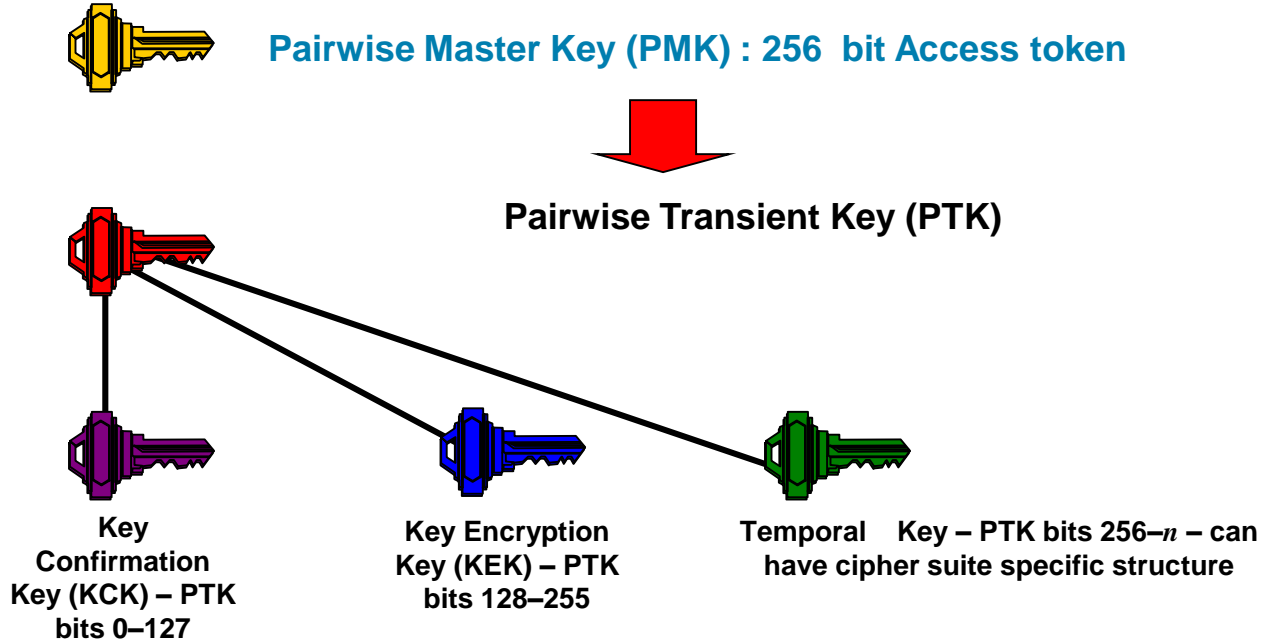 Pairwise Master Key (PMK) : 256 bit Access token
Pairwise Transient Key (PTK)
Key
Confirmation
Key (KCK) – PTK
bits 0–127
Key Encryption
Key (KEK) – PTK
bits 128–255
Temporal Key – PTK bits 256–n – can
have cipher suite specific structure